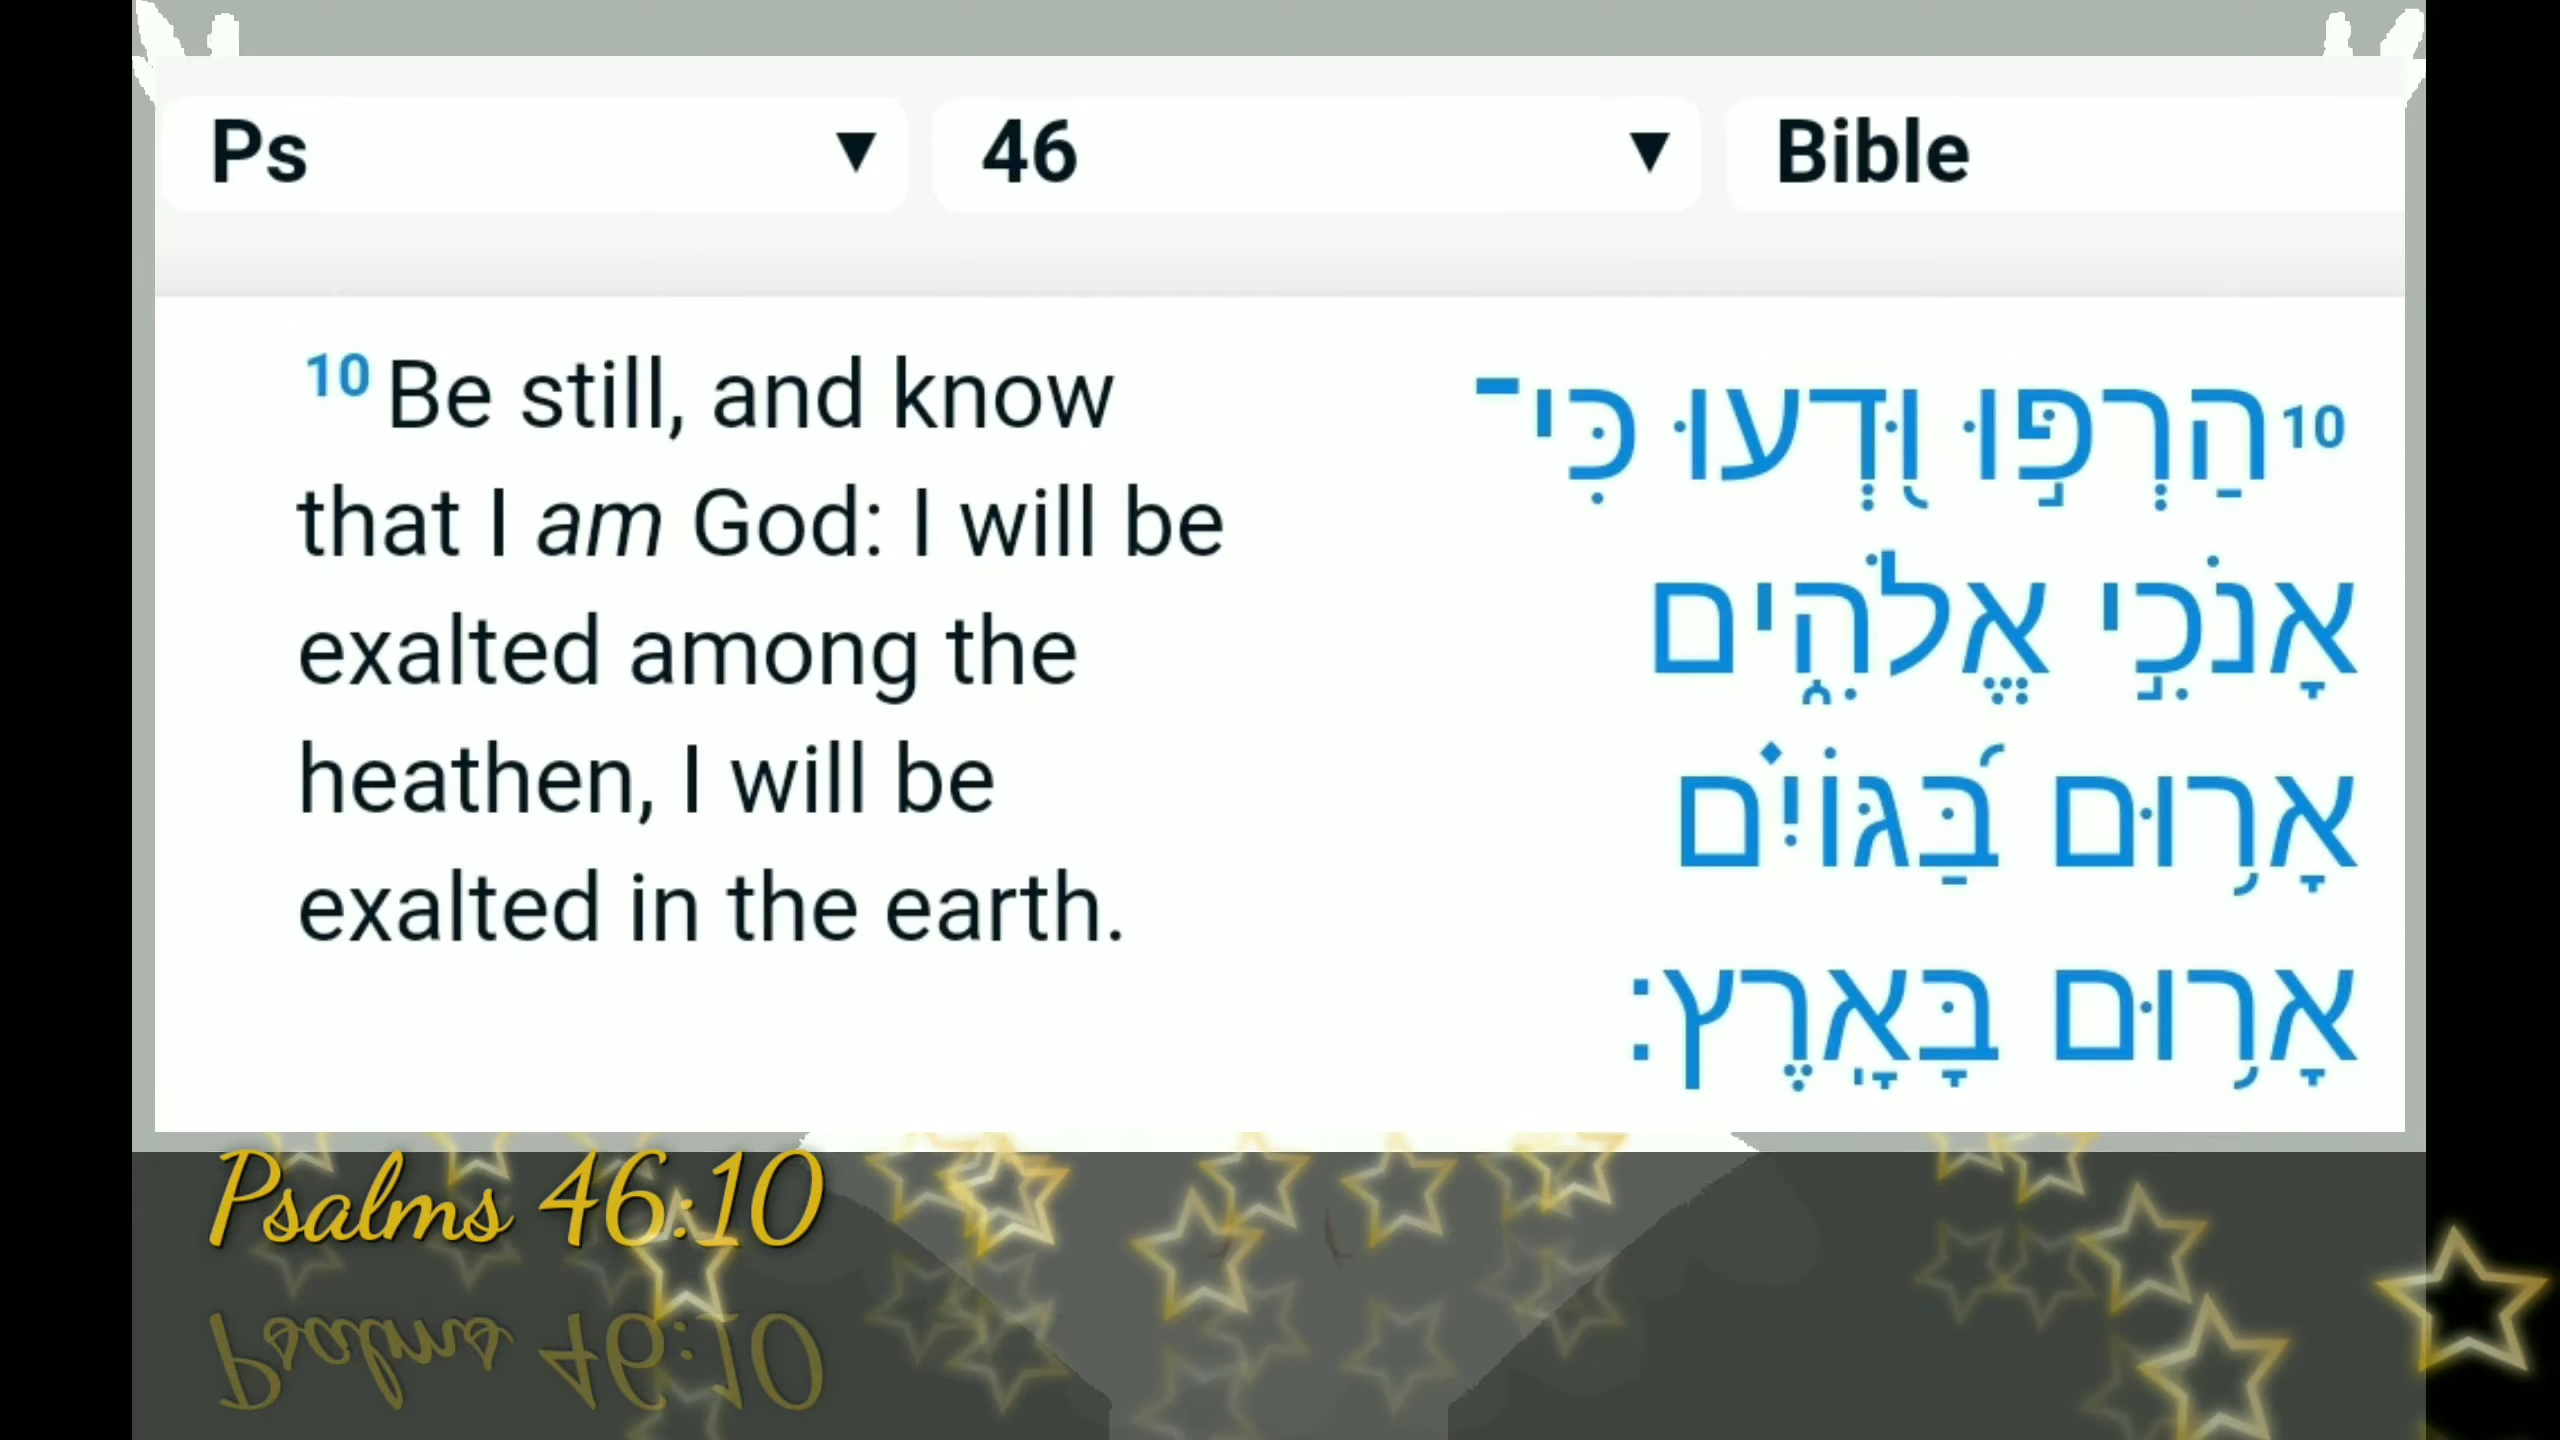 Ps ▼ 46 ▼ Bible
10 Be still, and know
that I am God: I will be
exalted among the
heathen, I will be
exalted in the earth.
10 הַרְפּ֣וּ וּ֭דְעוּ כִּי־
אָנֹכִ֣י אֱלֹהִ֑ים
אָר֥וּם בַּ֝גּוֹיִ֗ם
אָר֥וּם בָּאָֽרֶץ׃
Psalms 46:10